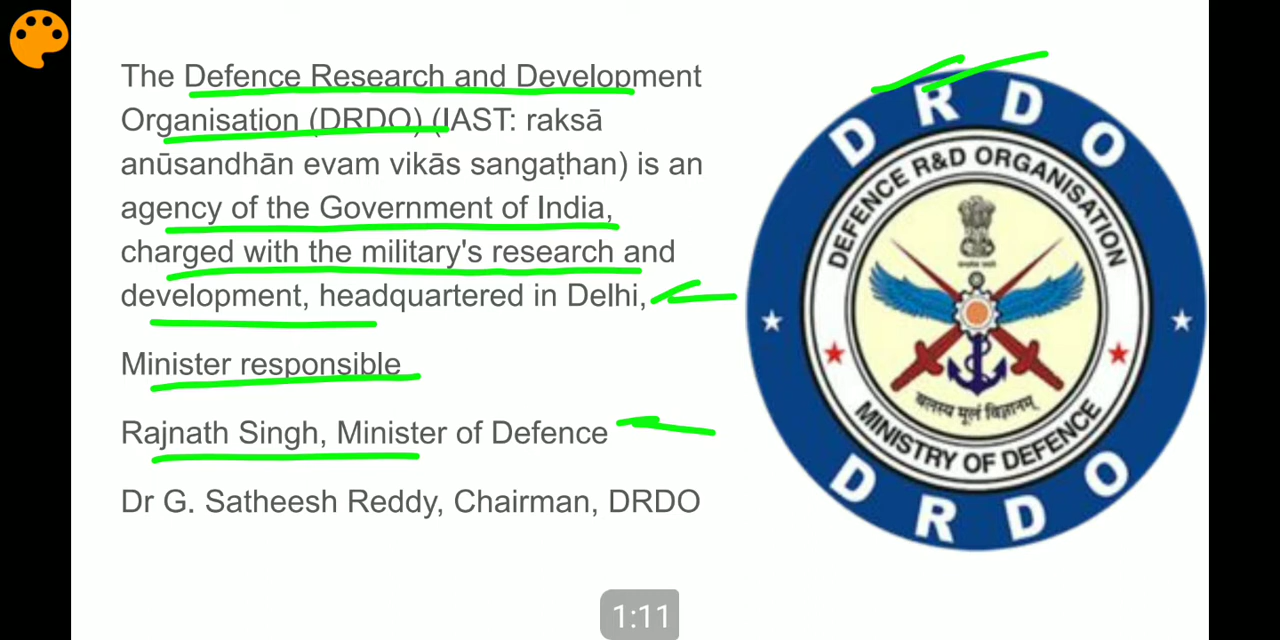 The Defence Research and Development
Organisation (DRDO) (IAST: raksā
anūsandhān evam vikās sangaṭhan) is an
agency of the Government of India,
charged with the military's research and
development, headquartered in Delhi,
Minister responsible
Rajnath Singh, Minister of Defence
Dr G. Satheesh Reddy, Chairman, DRDO
DRDO
DEFENCE R&D ORGANISATION
बलस्य मूलं विज्ञानम्
MINISTRY OF DEFENCE
DRDO
1:11